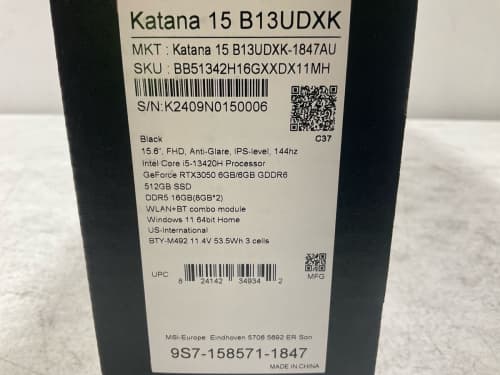 Katana 15 B13UDXK
MKT : Katana 15 B13UDXK-1847AU
SKU : BB51342H16GXXDX11MH
S/N:K2409N0150006
Black
C37
15.6", FHD, Anti-Glare, IPS-level, 144hz
Intel Core i5-13420H Processor
GeForce RTX3050 6GB/6GB GDDR6
512GB SSD
DDR5 16GB(8GB*2)
WLAN+BT combo module
Windows 11 64bit Home
US-International
BTY-M492 11.4V 53.5Wh 3 cells
UPC
8 24142 34934 2
MFG
MSI-Europe: Eindhoven 5706 5692 ER Son
9S7-158571-1847
MADE IN CHINA